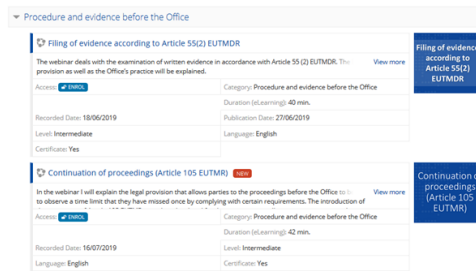 Procedure and evidence before the Office
Filing of evidence according to Article 55(2) EUTMDR
The webinar deals with the examination of written evidence in accordance with Article 55 (2) EUTMDR. The
View more
provision as well as the Office's practice will be explained.
Access: ENROL
Category: Procedure and evidence before the Office
Duration (eLearning): 40 min.
Recorded Date: 18/06/2019
Publication Date: 27/06/2019
Level: Intermediate
Language: English
Certificate: Yes
Filing of evidence
according to
Article 55(2)
EUTMDR
Continuation of proceedings (Article 105 EUTMR) NEW
In the webinar I will explain the legal provision that allows parties to the proceedings before the Office to
View more
to observe a time limit that they have missed once by complying with certain requirements. The introduction of
Access: ENROL
Category: Procedure and evidence before the Office
Duration (eLearning): 42 min.
Recorded Date: 16/07/2019
Level: Intermediate
Language: English
Certificate: Yes
Continuation of
proceedings
(Article 105
EUTMR)